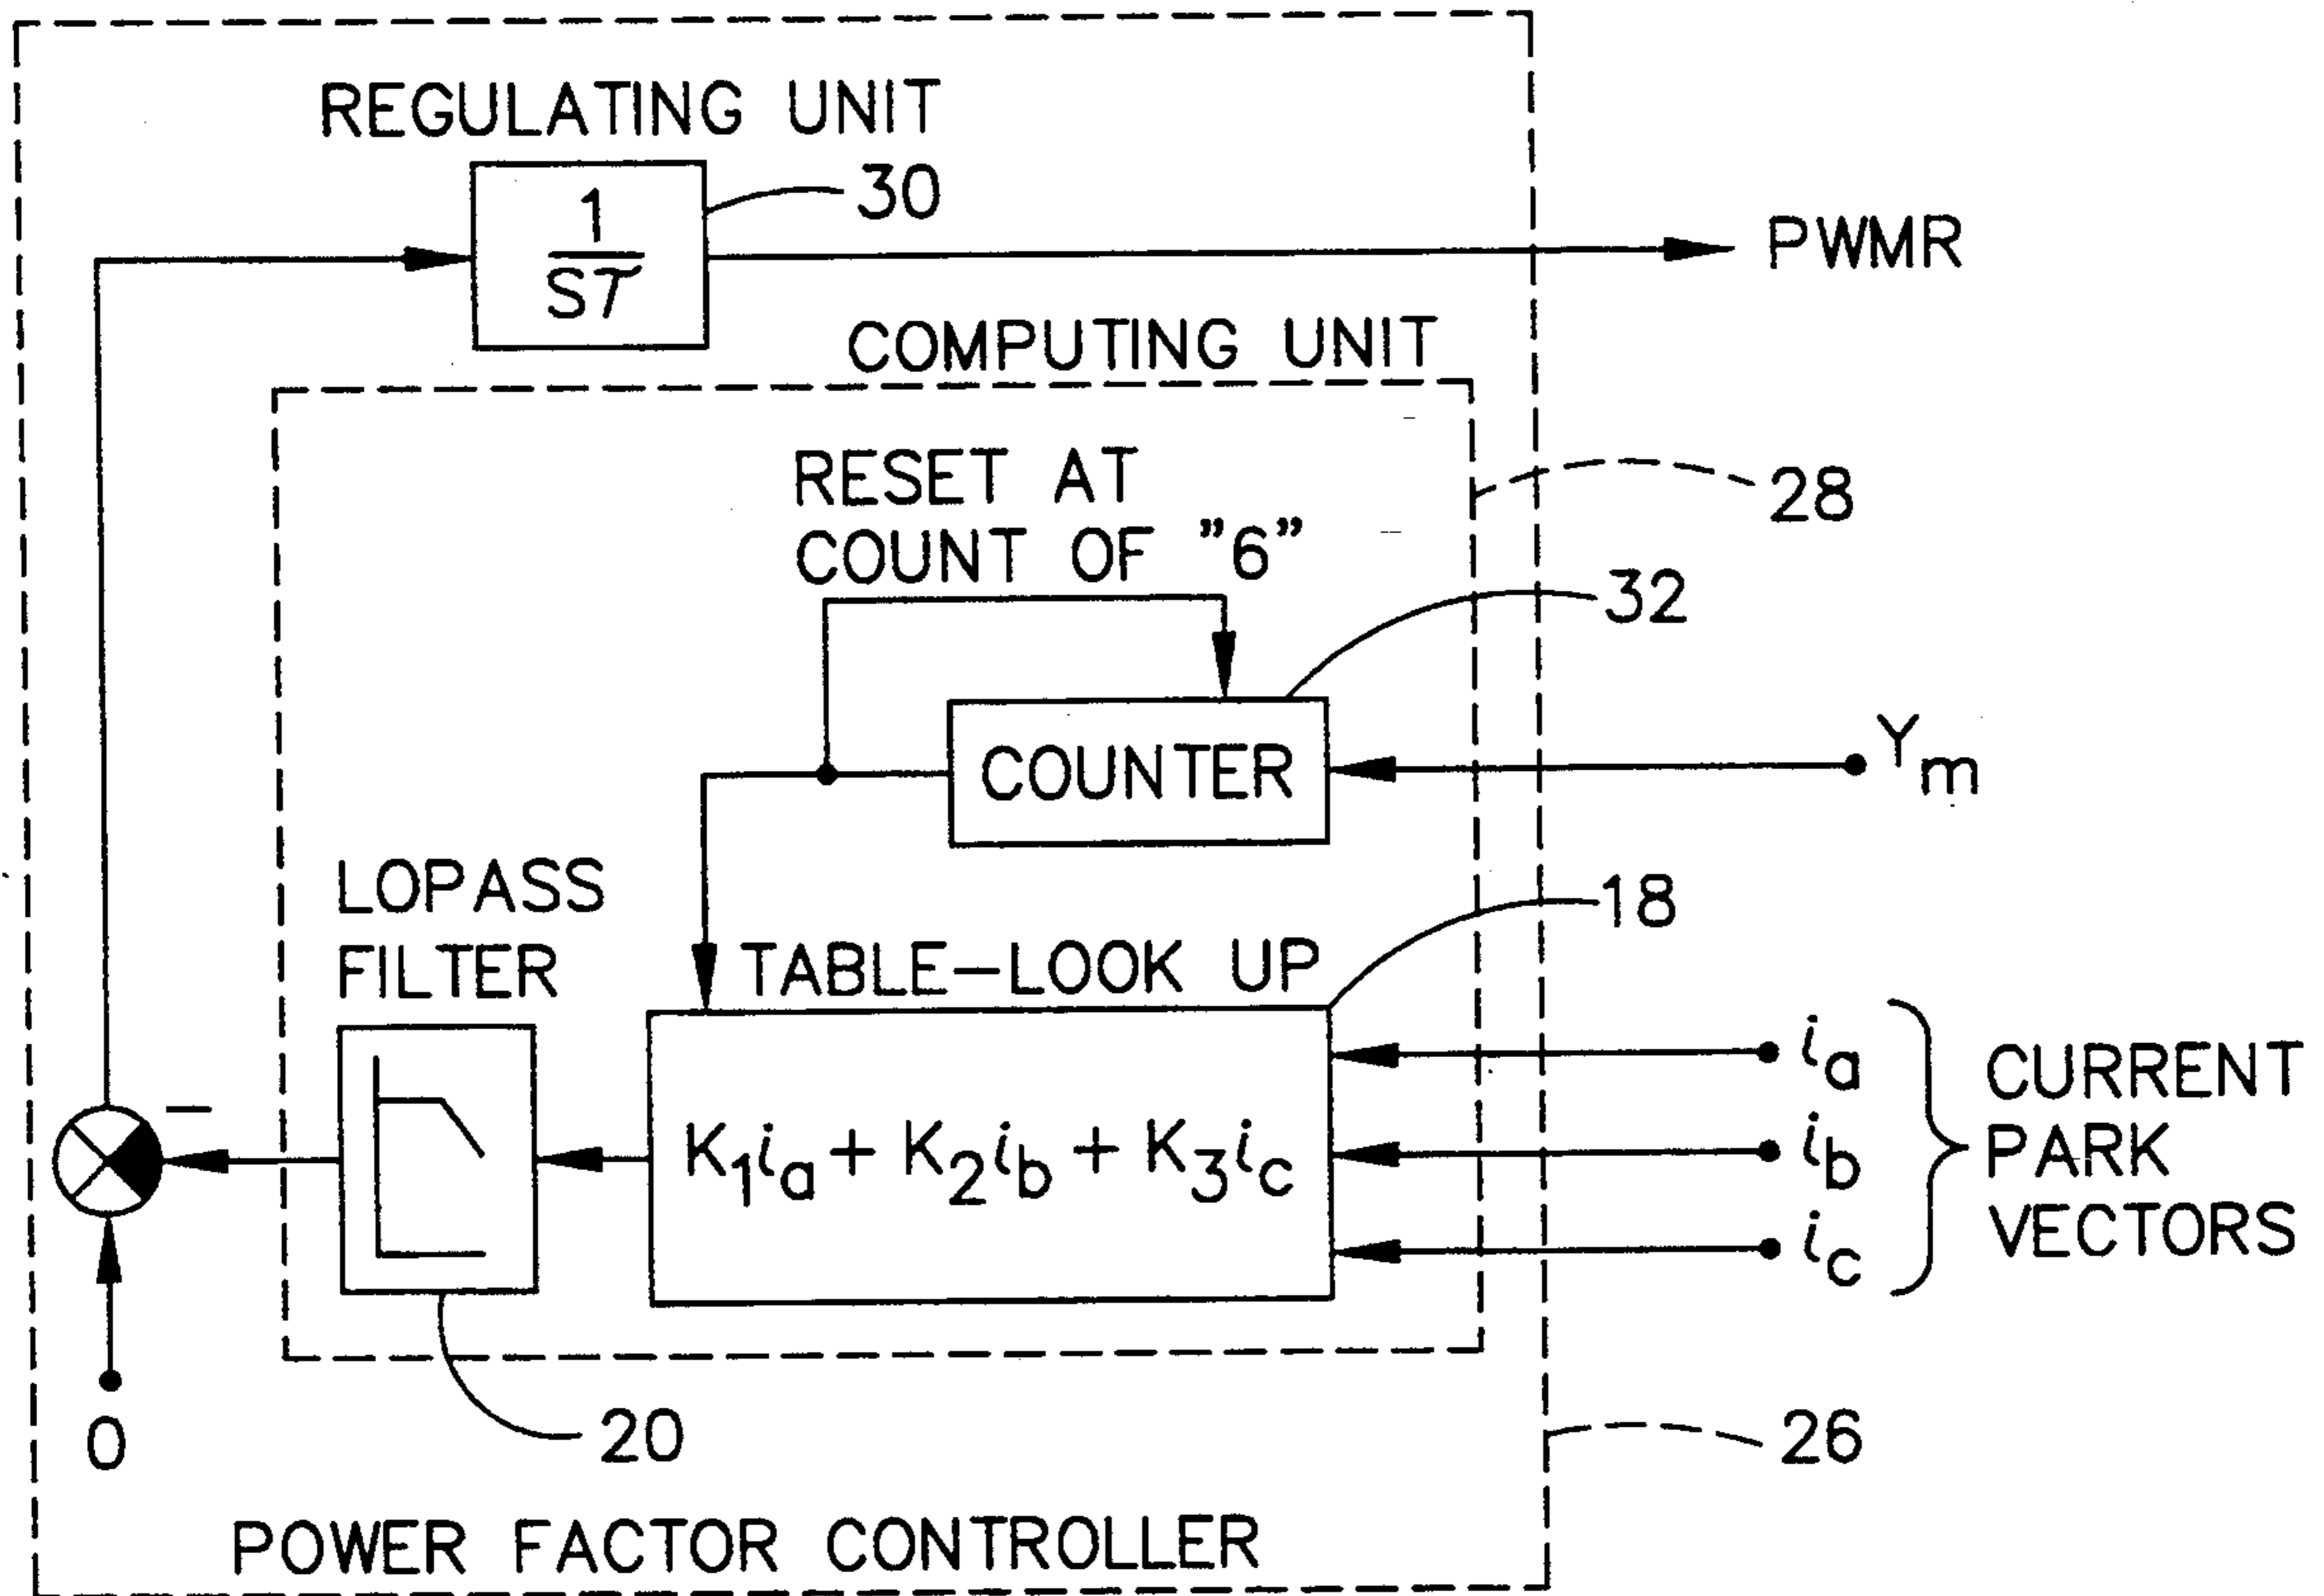 REGULATING UNIT
30
1
Sτ
PWMR
COMPUTING UNIT
RESET AT
COUNT OF "6"
28
32
COUNTER
Ym
LOPASS
FILTER
18
TABLE-LOOK UP
K1ia + K2ib + K3ic
ia
ib
ic
CURRENT
PARK
VECTORS
–
0
20
26
POWER FACTOR CONTROLLER